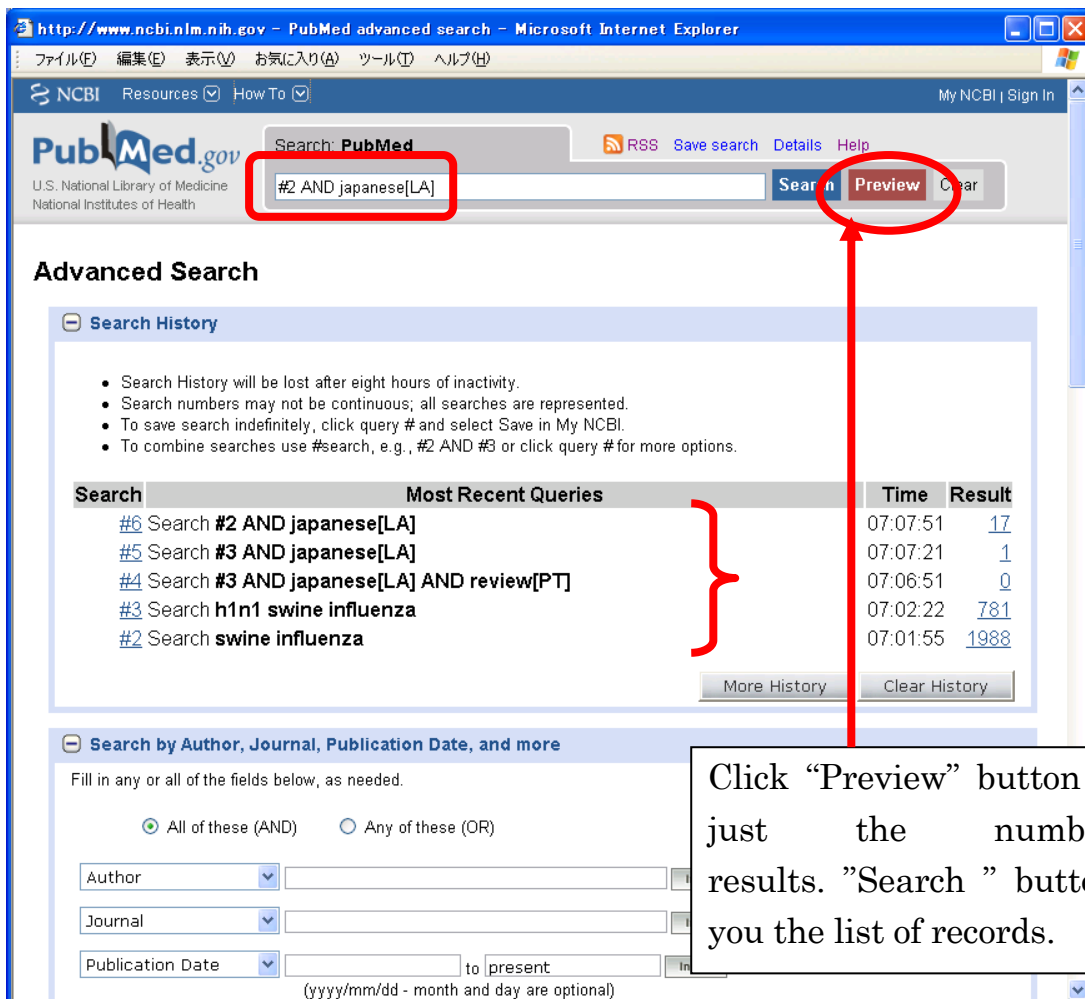 http://www.ncbi.nlm.nih.gov - PubMed advanced search - Microsoft Internet Explorer
ファイル(F) 編集(E) 表示(V) お気に入り(A) ツール(T) ヘルプ(H)
NCBI Resources How To My NCBI | Sign In
PubMed.gov
U.S. National Library of Medicine
National Institutes of Health
Search: PubMed
RSS Save search Details Help
#2 AND japanese[LA]
Search Preview Clear
Advanced Search
Search History
• Search History will be lost after eight hours of inactivity.
• Search numbers may not be continuous; all searches are represented.
• To save search indefinitely, click query # and select Save in My NCBI.
• To combine searches use #search, e.g., #2 AND #3 or click query # for more options.
Search Most Recent Queries Time Result
#6 Search #2 AND japanese[LA] 07:07:51 17
#5 Search #3 AND japanese[LA] 07:07:21 1
#4 Search #3 AND japanese[LA] AND review[PT] 07:06:51 0
#3 Search h1n1 swine influenza 07:02:22 781
#2 Search swine influenza 07:01:55 1988
More History Clear History
Search by Author, Journal, Publication Date, and more
Fill in any or all of the fields below, as needed.
All of these (AND) Any of these (OR)
Author
Journal
Publication Date to present
(yyyy/mm/dd - month and day are optional)
Click “Preview” button
just the numb
results. ”Search ” butt
you the list of records.